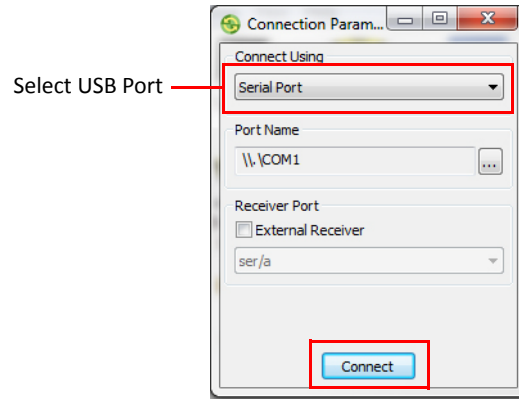 Connection Param...
Connect Using
Select USB Port
Serial Port
Port Name
\\.\COM1
...
Receiver Port
External Receiver
ser/a
Connect